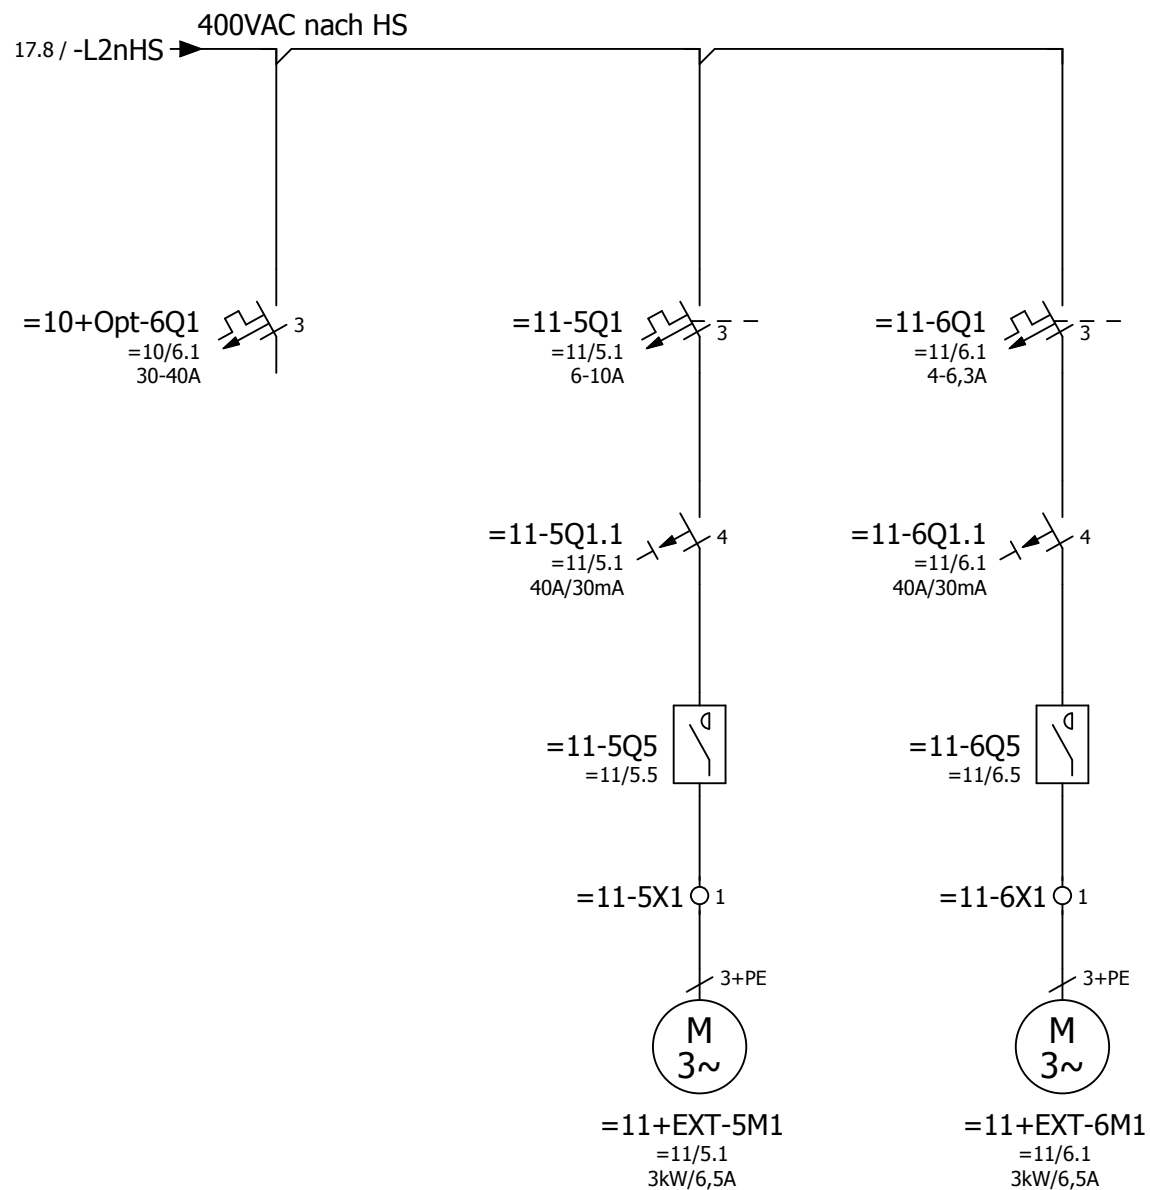 400VAC nach HS
17.8 / -L2nHS
=10+Opt-6Q1
=10/6.1
30-40A
3
=11-5Q1
=11/5.1
6-10A
3
=11-6Q1
=11/6.1
4-6,3A
3
=11-5Q1.1
=11/5.1
40A/30mA
4
=11-6Q1.1
=11/6.1
40A/30mA
4
=11-5Q5
=11/5.5
=11-6Q5
=11/6.5
=11-5X1 1
=11-6X1 1
3+PE
3+PE
M
3~
M
3~
=11+EXT-5M1
=11/5.1
3kW/6,5A
=11+EXT-6M1
=11/6.1
3kW/6,5A